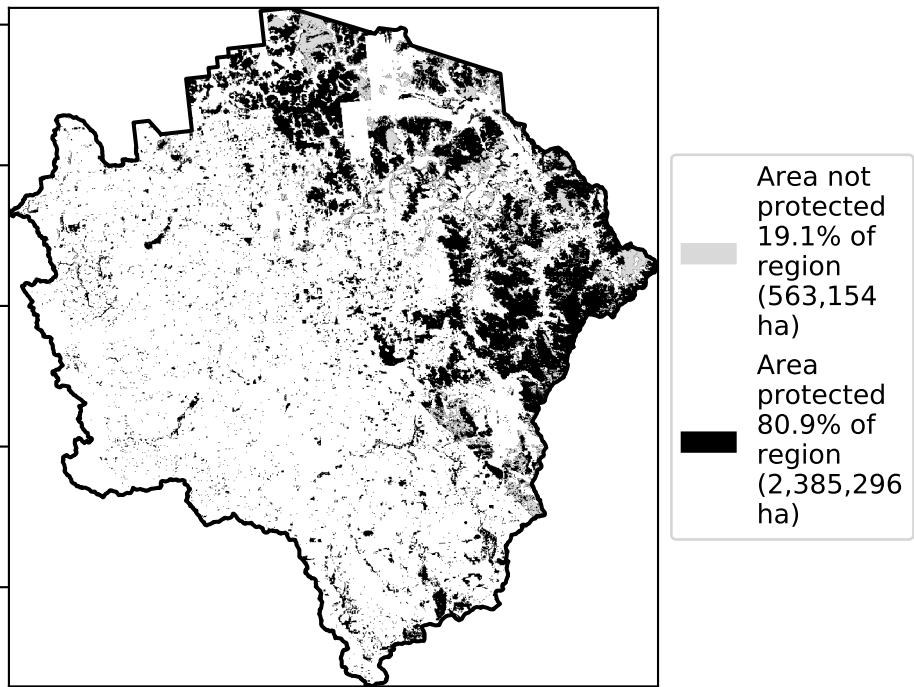 Area not
protected
19.1% of
region
(563,154
ha)
Area
protected
80.9% of
region
(2,385,296
ha)